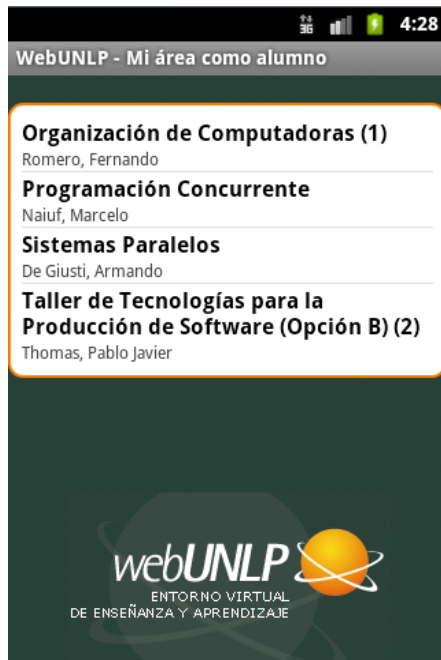 3G 4:28
WebUNLP - Mi área como alumno
Organización de Computadoras (1)
Romero, Fernando
Programación Concurrente
Naiuf, Marcelo
Sistemas Paralelos
De Giusti, Armando
Taller de Tecnologías para la
Producción de Software (Opción B) (2)
Thomas, Pablo Javier
webUNLP
ENTORNO VIRTUAL
DE ENSEÑANZA Y APRENDIZAJE